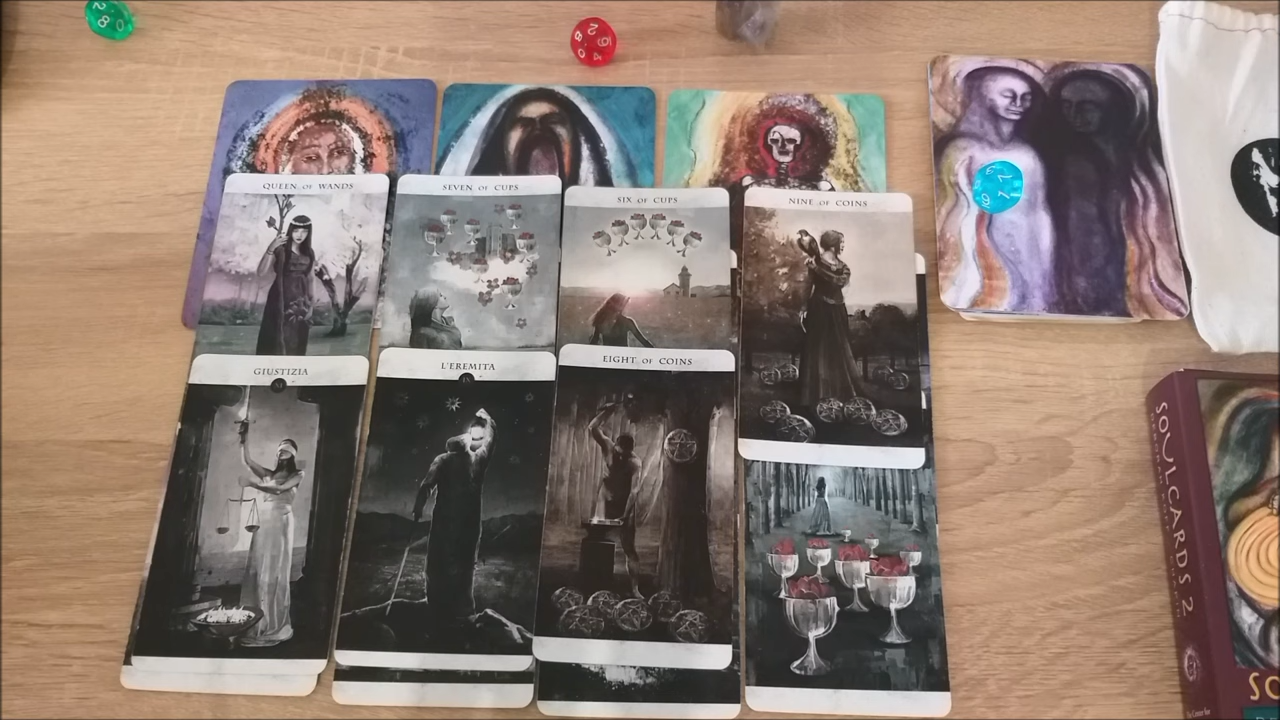 QUEEN OF WANDS
SEVEN OF CUPS
SIX OF CUPS
NINE OF COINS
GIUSTIZIA
L'EREMITA
IX
EIGHT OF COINS
SOULCARDS 2